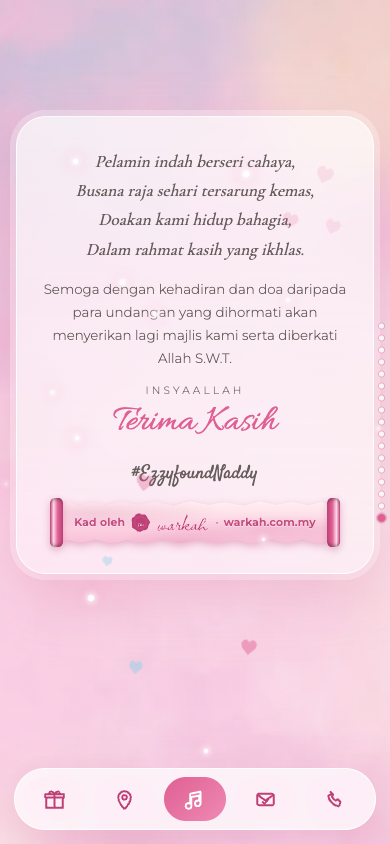 Pelamin indah berseri cahaya,
Busana raja sehari tersarung kemas,
Doakan kami hidup bahagia,
Dalam rahmat kasih yang ikhlas.
Semoga dengan kehadiran dan doa daripada
para undangan yang dihormati akan
menyerikan lagi majlis kami serta diberkati
Allah S.W.T.
INSYAALLAH
Terima Kasih
#EzzyfoundNaddy
Kad oleh warkah · warkah.com.my